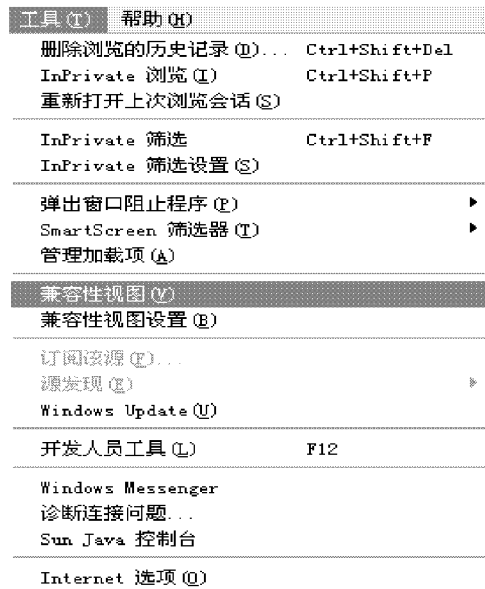 工具(T) 帮助(H)
删除浏览的历史记录(D)... Ctrl+Shift+Del
InPrivate 浏览(I) Ctrl+Shift+P
重新打开上次浏览会话(S)
InPrivate 筛选 Ctrl+Shift+F
InPrivate 筛选设置(S)
弹出窗口阻止程序(P)
SmartScreen 筛选器(T)
管理加载项(A)
兼容性视图(V)
兼容性视图设置(B)
订阅该源(F)...
源发现(E)
Windows Update(U)
开发人员工具(L) F12
Windows Messenger
诊断连接问题...
Sun Java 控制台
Internet 选项(O)